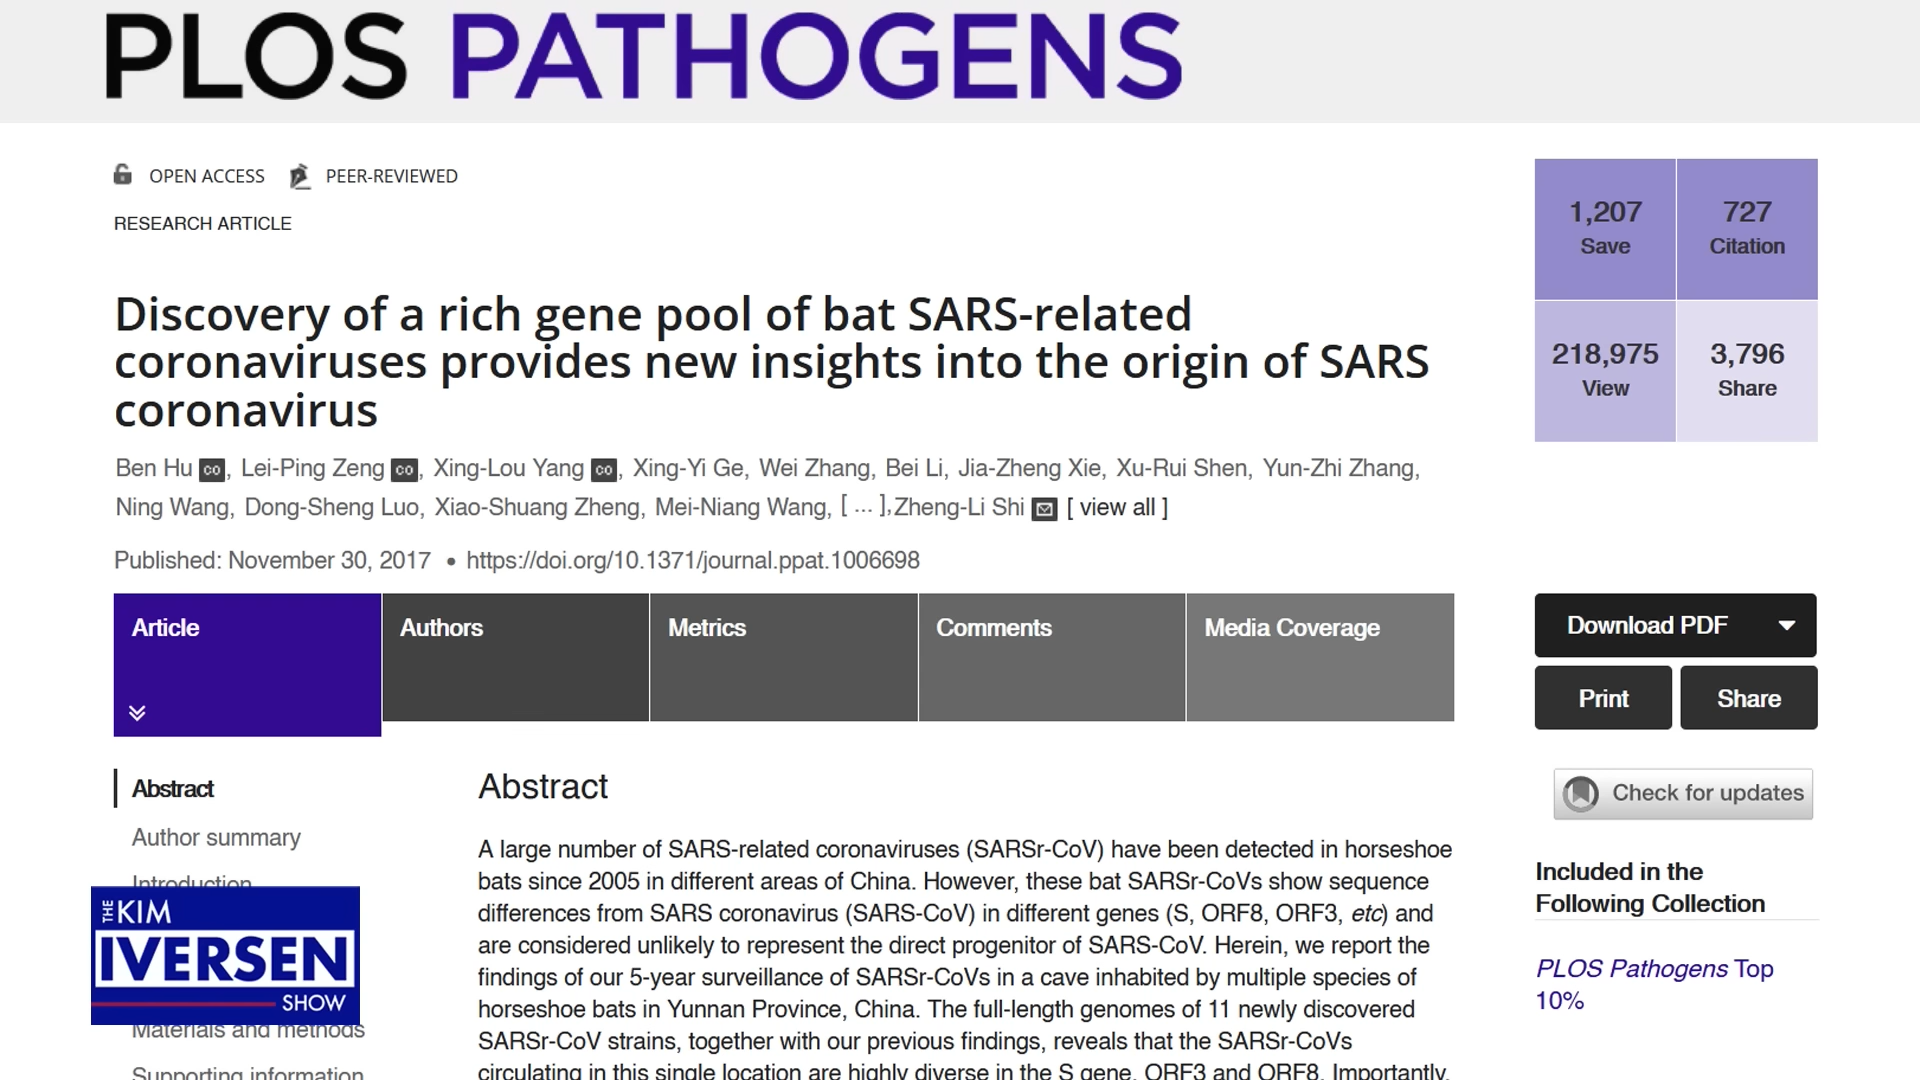 PLOS PATHOGENS
OPEN ACCESS PEER-REVIEWED
RESEARCH ARTICLE
Discovery of a rich gene pool of bat SARS-related
coronaviruses provides new insights into the origin of SARS
coronavirus
Ben Hu co, Lei-Ping Zeng co, Xing-Lou Yang co, Xing-Yi Ge, Wei Zhang, Bei Li, Jia-Zheng Xie, Xu-Rui Shen, Yun-Zhi Zhang,
Ning Wang, Dong-Sheng Luo, Xiao-Shuang Zheng, Mei-Niang Wang, [ ... ],Zheng-Li Shi [ view all ]
Published: November 30, 2017 • https://doi.org/10.1371/journal.ppat.1006698
1,207
Save
727
Citation
218,975
View
3,796
Share
Article
Authors
Metrics
Comments
Media Coverage
Download PDF
Print
Share
Check for updates
Included in the
Following Collection
PLOS Pathogens Top
10%
Abstract
Author summary
Introduction
Materials and methods
Supporting information
THE KIM
IVERSEN
SHOW
Abstract
A large number of SARS-related coronaviruses (SARSr-CoV) have been detected in horseshoe
bats since 2005 in different areas of China. However, these bat SARSr-CoVs show sequence
differences from SARS coronavirus (SARS-CoV) in different genes (S, ORF8, ORF3, etc) and
are considered unlikely to represent the direct progenitor of SARS-CoV. Herein, we report the
findings of our 5-year surveillance of SARSr-CoVs in a cave inhabited by multiple species of
horseshoe bats in Yunnan Province, China. The full-length genomes of 11 newly discovered
SARSr-CoV strains, together with our previous findings, reveals that the SARSr-CoVs
circulating in this single location are highly diverse in the S gene, ORF3 and ORF8. Importantly,